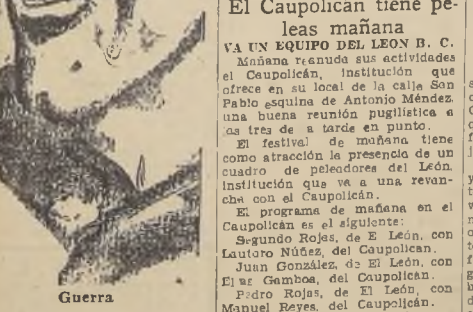 El Caupolicán tiene pe-
leas mañana
VA UN EQUIPO DEL LEON B. C.
Mañana reanuda sus actividades
el Caupolicán, institución que
ofrece en su local de la calle San
Pablo esquina de Antonio Méndez,
una buena reunión pugilística a
las tres de a tarde en punto.
El festival de mañana tiene
como atracción la presencia de un
cuadro de peleadores del León,
institución que va a una revan-
cha con el Caupolicán.
El programa de mañana en el
Caupolicán es el siguiente:
Segundo Rojas, de E León, con
Lautaro Núñez, del Caupolican.
Juan González, de El León, con
Elías Gamboa, del Caupolicán.
Pedro Rojas, de El León, con
Manuel Reyes, del Caupolicán.
Guerra